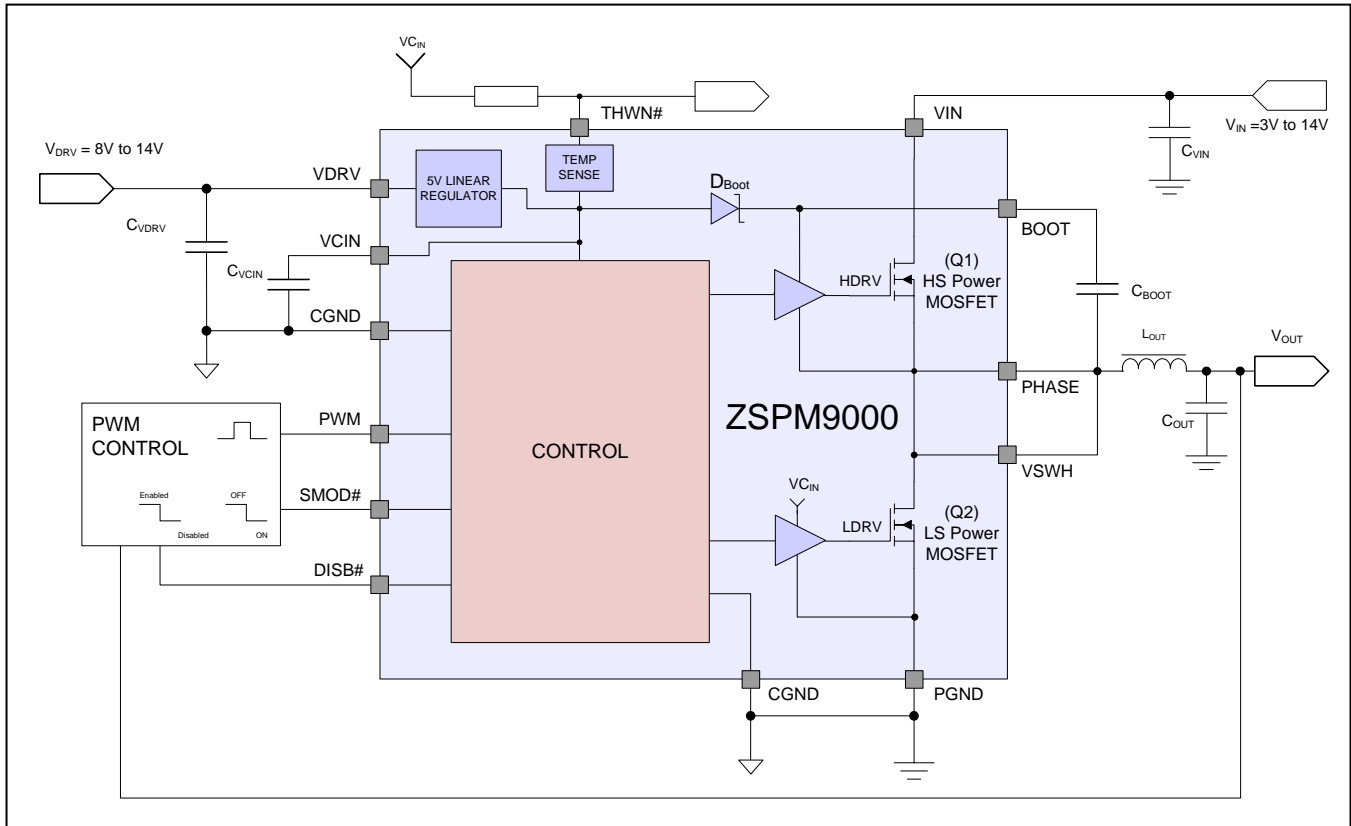 VCIN
THWN#
VIN
VIN =3V to 14V
CVIN
VDRV = 8V to 14V
VDRV
5V LINEAR
REGULATOR
TEMP
SENSE
DBoot
BOOT
CVDRV
VCIN
CVCIN
(Q1)
HS Power
MOSFET
HDRV
CBOOT
CGND
LOUT
VOUT
PHASE
COUT
PWM
CONTROL
PWM
CONTROL
ZSPM9000
VSWH
SMOD#
Enabled
OFF
Disabled
ON
VCIN
(Q2)
LS Power
MOSFET
LDRV
DISB#
CGND
PGND